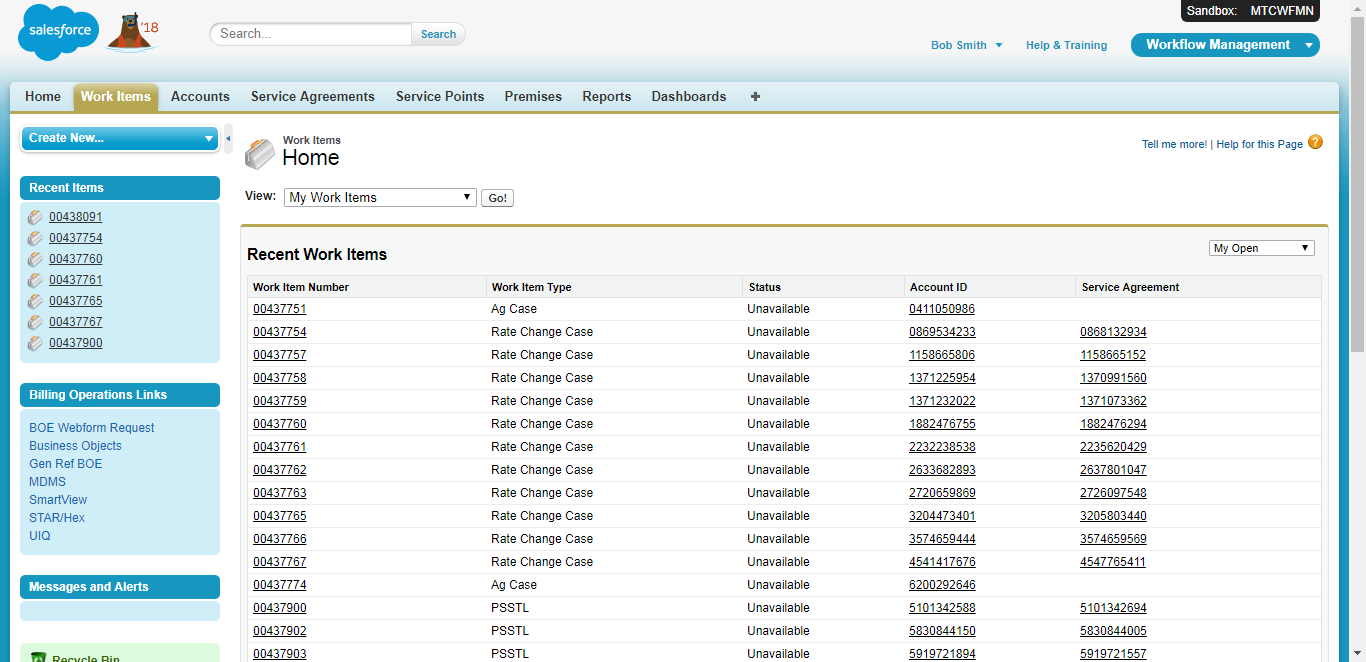 Sandbox: MTCWFMN
salesforce
'18
Search...
Search
Bob Smith
Help & Training
Workflow Management
Home
Work Items
Accounts
Service Agreements
Service Points
Premises
Reports
Dashboards
+
Create New...
Recent Items
00438091
00437754
00437760
00437761
00437765
00437767
00437900
Billing Operations Links
BOE Webform Request
Business Objects
Gen Ref BOE
MDMS
SmartView
STAR/Hex
UIQ
Messages and Alerts
Recycle Bin
Work Items
Home
Tell me more! | Help for this Page ?
View: My Work Items Go!
Recent Work Items
My Open
Work Item Number Work Item Type Status Account ID Service Agreement
00437751 Ag Case Unavailable 0411050986
00437754 Rate Change Case Unavailable 0869534233 0868132934
00437757 Rate Change Case Unavailable 1158665806 1158665152
00437758 Rate Change Case Unavailable 1371225954 1370991560
00437759 Rate Change Case Unavailable 1371232022 1371073362
00437760 Rate Change Case Unavailable 1882476755 1882476294
00437761 Rate Change Case Unavailable 2232238538 2235620429
00437762 Rate Change Case Unavailable 2633682893 2637801047
00437763 Rate Change Case Unavailable 2720659869 2726097548
00437765 Rate Change Case Unavailable 3204473401 3205803440
00437766 Rate Change Case Unavailable 3574659444 3574659569
00437767 Rate Change Case Unavailable 4541417676 4547765411
00437774 Ag Case Unavailable 6200292646
00437900 PSSTL Unavailable 5101342588 5101342694
00437902 PSSTL Unavailable 5830844150 5830844005
00437903 PSSTL Unavailable 5919721894 5919721557